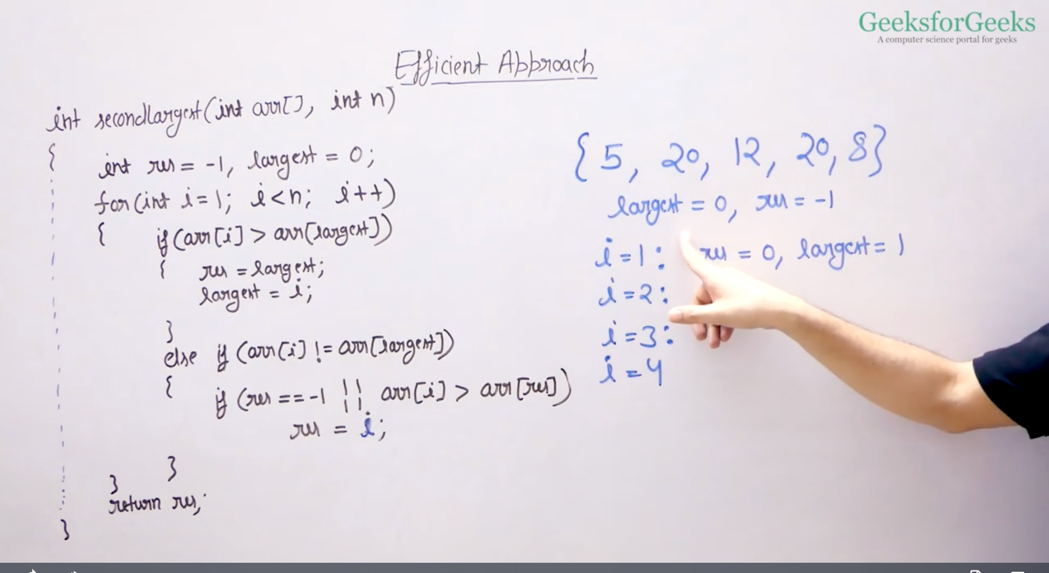 GeeksforGeeks
A computer science portal for geeks
Efficient Approach
int secondLargest(int arr[], int n)
{
int res = -1, largest = 0;
for(int i=1; i<n; i++)
{ if(arr[i] > arr[largest])
{ res = largest;
largest = i;
}
else if (arr[i] != arr[largest])
{ if (res == -1 || arr[i] > arr[res])
res = i;
}
}
return res;
}
{5, 20, 12, 20, 8}
largest = 0, res = -1
i=1: res = 0, largest = 1
i=2:
i=3:
i=4